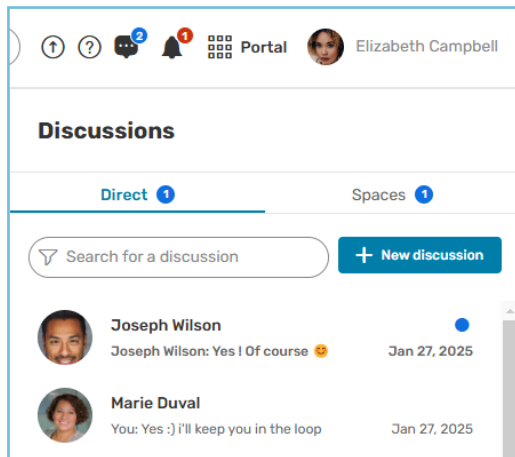 ? 2 1 Portal Elizabeth Campbell
Discussions
Direct 1 Spaces 1
Search for a discussion + New discussion
Joseph Wilson
Joseph Wilson: Yes ! Of course 😊 Jan 27, 2025
Marie Duval
You: Yes :) i'll keep you in the loop Jan 27, 2025